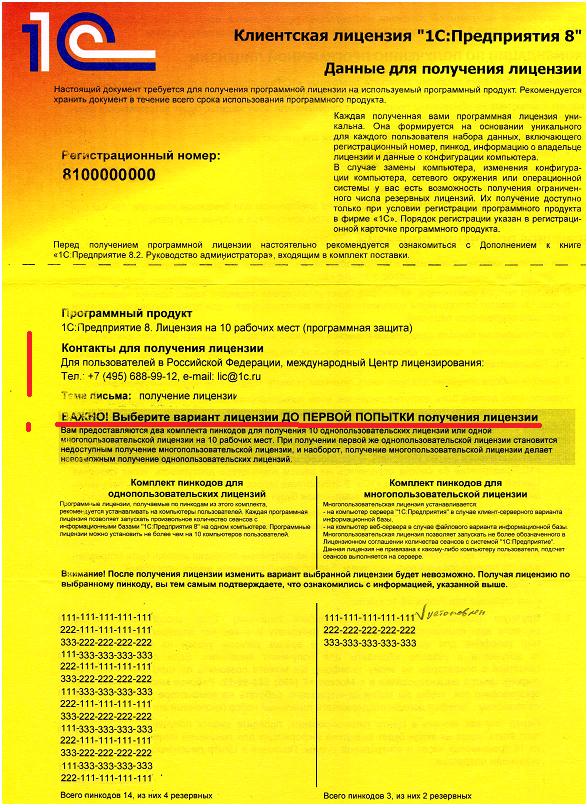 1С
Клиентская лицензия "1С:Предприятия 8"
Данные для получения лицензии
Настоящий документ требуется для получения программной лицензии на используемый программный продукт. Рекомендуется
хранить документ в течение всего срока использования программного продукта.
Регистрационный номер:
8100000000
Каждая полученная вами программная лицензия уни-
кальна. Она формируется на основании уникального
для каждого пользователя набора данных, включающего
регистрационный номер, пинкод, информацию о владельце
лицензии и данные о конфигурации компьютера.
В случае замены компьютера, изменения конфигура-
ции компьютера, сетевого окружения или операционной
системы у вас есть возможность получения ограничен-
ного числа резервных лицензий. Их получение доступно
только при условии регистрации программного продукта
в фирме «1С». Порядок регистрации указан в регистраци-
онной карточке программного продукта.
Перед получением программной лицензии настоятельно рекомендуется ознакомиться с Дополнением к книге
«1С:Предприятие 8.2. Руководство администратора», входящим в комплект поставки.
Программный продукт
1С:Предприятие 8. Лицензия на 10 рабочих мест (программная защита)
Контакты для получения лицензии
Для пользователей в Российской Федерации, международный Центр лицензирования:
Тел.: +7 (495) 688-99-12, e-mail: lic@1c.ru
Тема письма: получение лицензии
ВАЖНО! Выберите вариант лицензии ДО ПЕРВОЙ ПОПЫТКИ получения лицензии
Вам предоставляются два комплекта пинкодов для получения 10 однопользовательских лицензий или одной
многопользовательской лицензии на 10 рабочих мест. При получении первой же однопользовательской лицензии становится
недоступным получение многопользовательской лицензии, и наоборот, получение многопользовательской лицензии делает
невозможным получение однопользовательских лицензий.
Комплект пинкодов для
однопользовательских лицензий
Программные лицензии, получаемые по пинкодам из этого комплекта,
рекомендуется устанавливать на компьютеры пользователей. Каждая программная
лицензия позволяет запускать произвольное количество сеансов с
информационными базами "1С:Предприятия 8" на одном компьютере. Программные
лицензии можно установить не более чем на 10 компьютеров пользователей.
Комплект пинкодов для
многопользовательской лицензии
Многопользовательская лицензия устанавливается:
- на компьютер сервера "1С:Предприятия" в случае клиент-серверного варианта
информационной базы.
- на компьютер веб-сервера в случае файлового варианта информационной базы.
Многопользовательская лицензия позволяет запускать не более обозначенного в
Лицензионном соглашении количества сеансов с системой "1С Предприятие".
Данная лицензия не привязана к какому-либо компьютеру пользователя, подсчет
сеансов выполняется на сервере.
Внимание! После получения лицензии изменить вариант выбранной лицензии будет невозможно. Получая лицензию по
выбранному пинкоду, вы тем самым подтверждаете, что ознакомились с информацией, указанной выше.
111-111-111-111-111
222-111-111-111-111
333-222-222-222-222
111-333-333-333-333
222-111-111-111-111
333-222-222-222-222
111-333-333-333-333
222-111-111-111-111
333-222-222-222-222
111-333-333-333-333
222-111-111-111-111
333-222-222-222-222
111-333-333-333-333
222-111-111-111-111
Всего пинкодов 14, из них 4 резервных
111-111-111-111-111 установлен
222-222-222-222-222
333-333-333-333-333
Всего пинкодов 3, из них 2 резервных